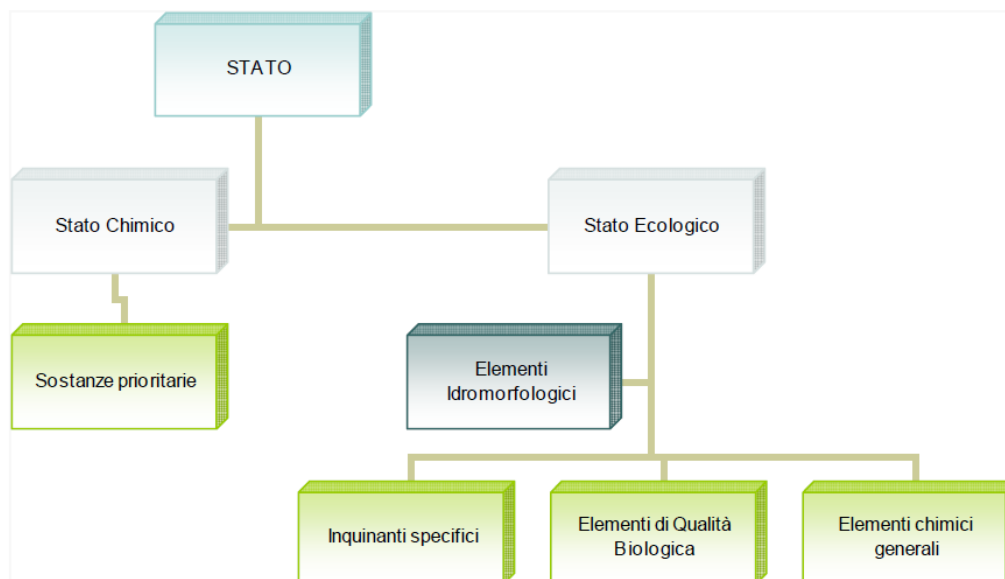 STATO
Stato Chimico
Stato Ecologico
Sostanze prioritarie
Elementi
Idromorfologici
Inquinanti specifici
Elementi di Qualità
Biologica
Elementi chimici
generali